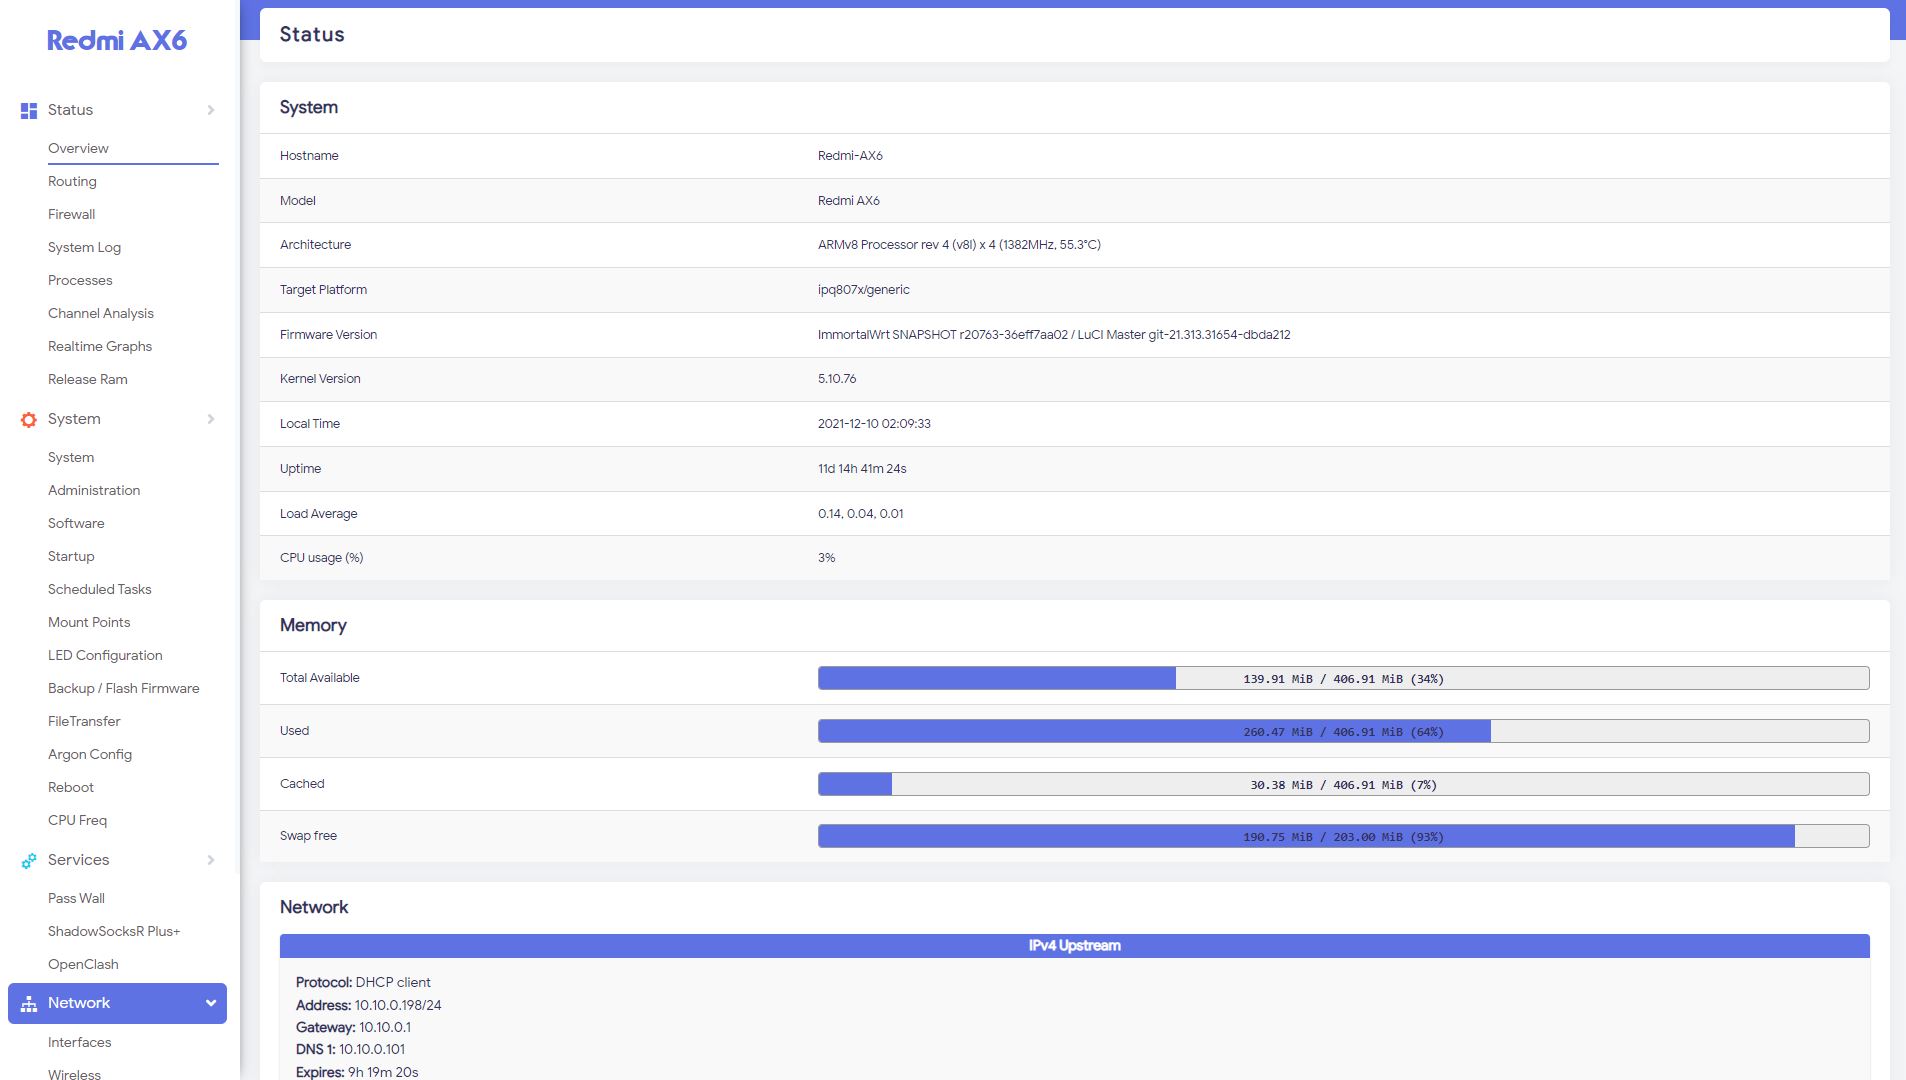 Redmi AX6
Status
Overview
Routing
Firewall
System Log
Processes
Channel Analysis
Realtime Graphs
Release Ram
System
System
Administration
Software
Startup
Scheduled Tasks
Mount Points
LED Configuration
Backup / Flash Firmware
FileTransfer
Argon Config
Reboot
CPU Freq
Services
Pass Wall
ShadowSocksR Plus+
OpenClash
Network
Interfaces
Wireless
Status
System
Hostname Redmi-AX6
Model Redmi AX6
Architecture ARMv8 Processor rev 4 (v8l) x 4 (1382MHz, 55.3°C)
Target Platform ipq807x/generic
Firmware Version ImmortalWrt SNAPSHOT r20763-36eff7aa02 / LuCI Master git-21.313.31654-dbda212
Kernel Version 5.10.76
Local Time 2021-12-10 02:09:33
Uptime 11d 14h 41m 24s
Load Average 0.14, 0.04, 0.01
CPU usage (%) 3%
Memory
Total Available 139.91 MiB / 406.91 MiB (34%)
Used 260.47 MiB / 406.91 MiB (64%)
Cached 30.38 MiB / 406.91 MiB (7%)
Swap free 190.75 MiB / 203.00 MiB (93%)
Network
IPv4 Upstream
Protocol: DHCP client
Address: 10.10.0.198/24
Gateway: 10.10.0.1
DNS 1: 10.10.0.101
Expires: 9h 19m 20s